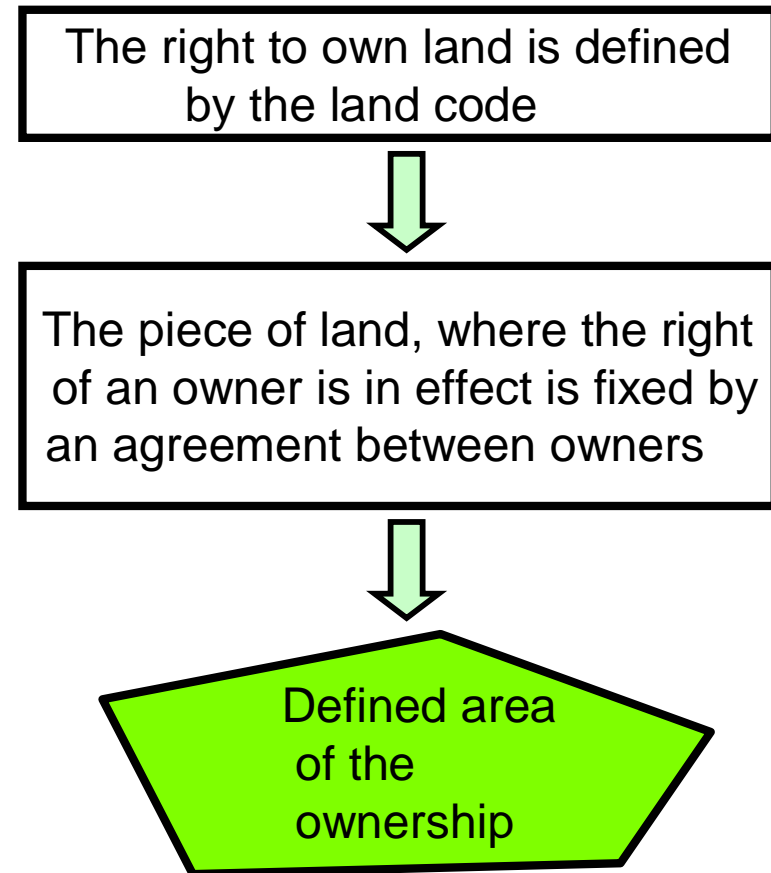 The right to own land is defined
by the land code
The piece of land, where the right
of an owner is in effect is fixed by
an agreement between owners
Defined area
of the
ownership